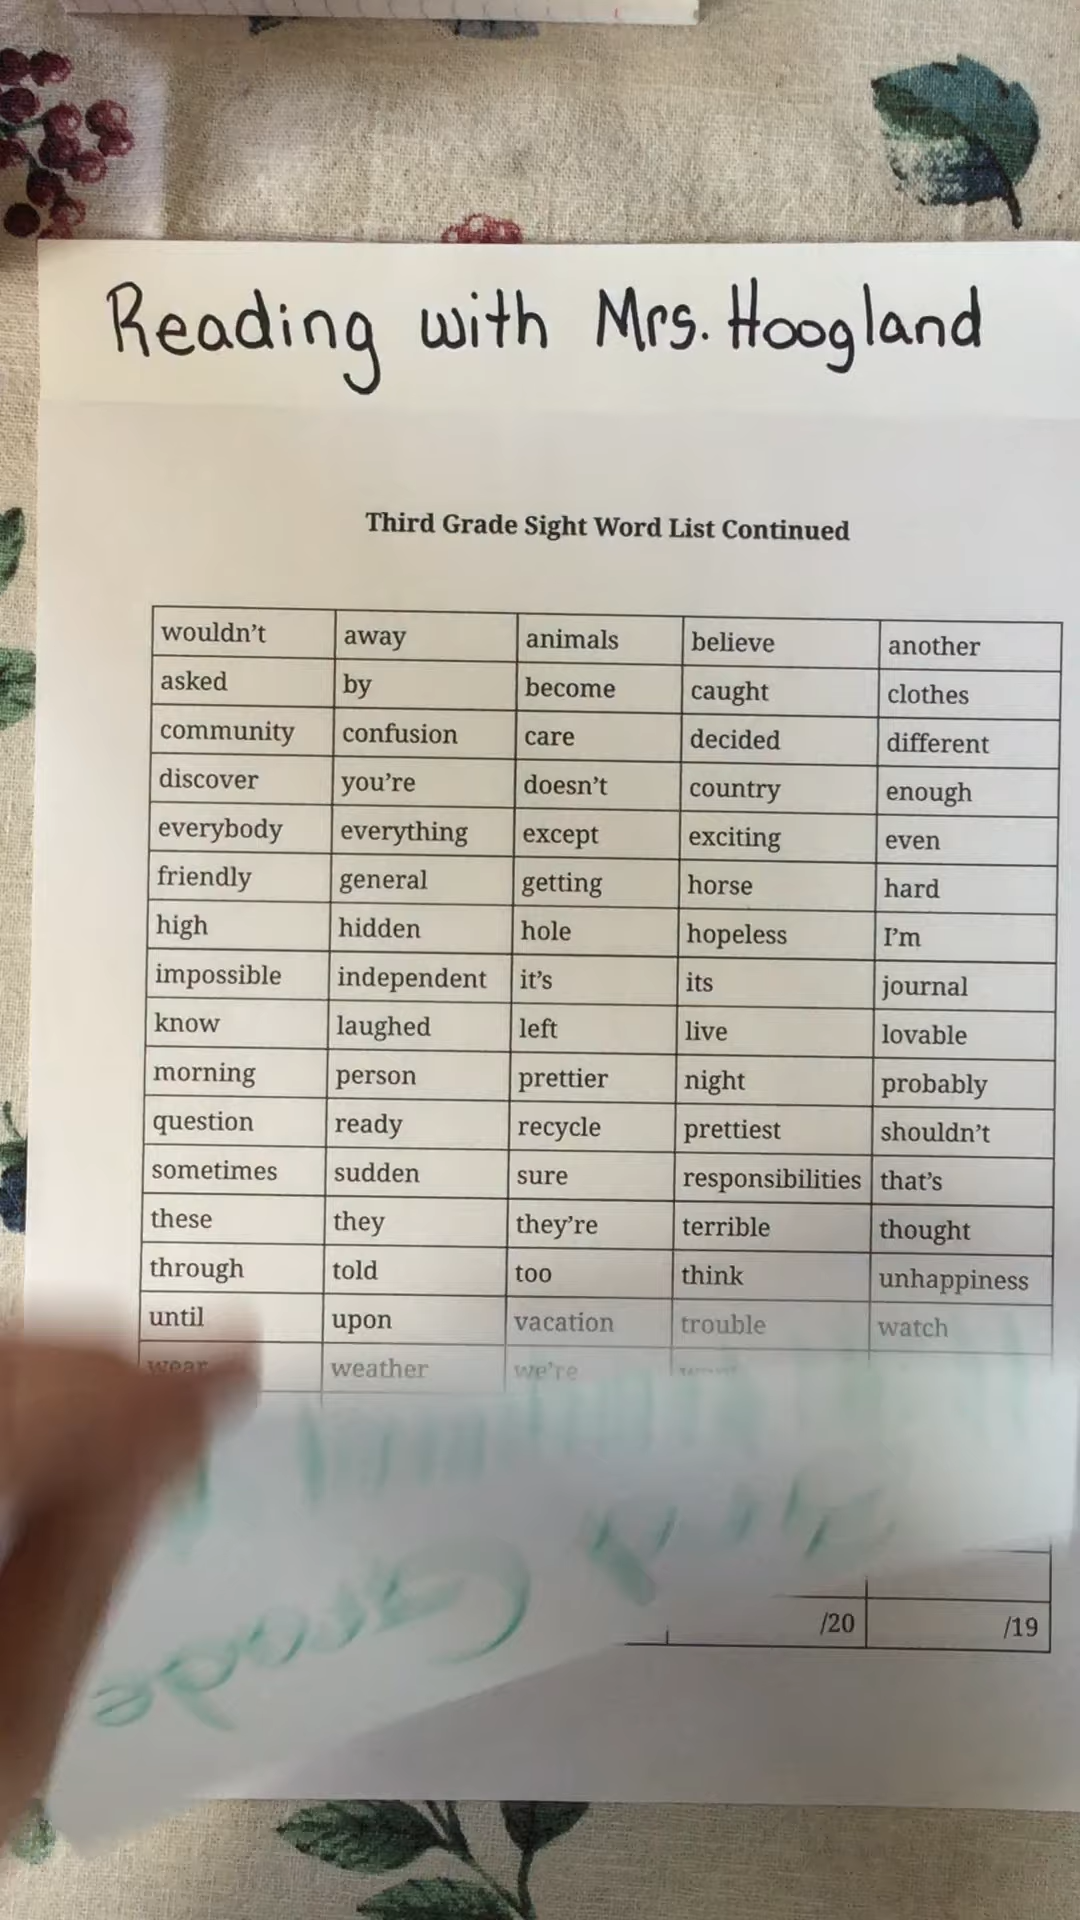 Reading with Mrs. Hoogland
Third Grade Sight Word List Continued
wouldn't away animals believe another
asked by become caught clothes
community confusion care decided different
discover you're doesn't country enough
everybody everything except exciting even
friendly general getting horse hard
high hidden hole hopeless I'm
impossible independent it's its journal
know laughed left live lovable
morning person prettier night probably
question ready recycle prettiest shouldn't
sometimes sudden sure responsibilities that's
these they they're terrible thought
through told too think unhappiness
until upon vacation trouble watch
wear weather we're
Grade
/20 /19